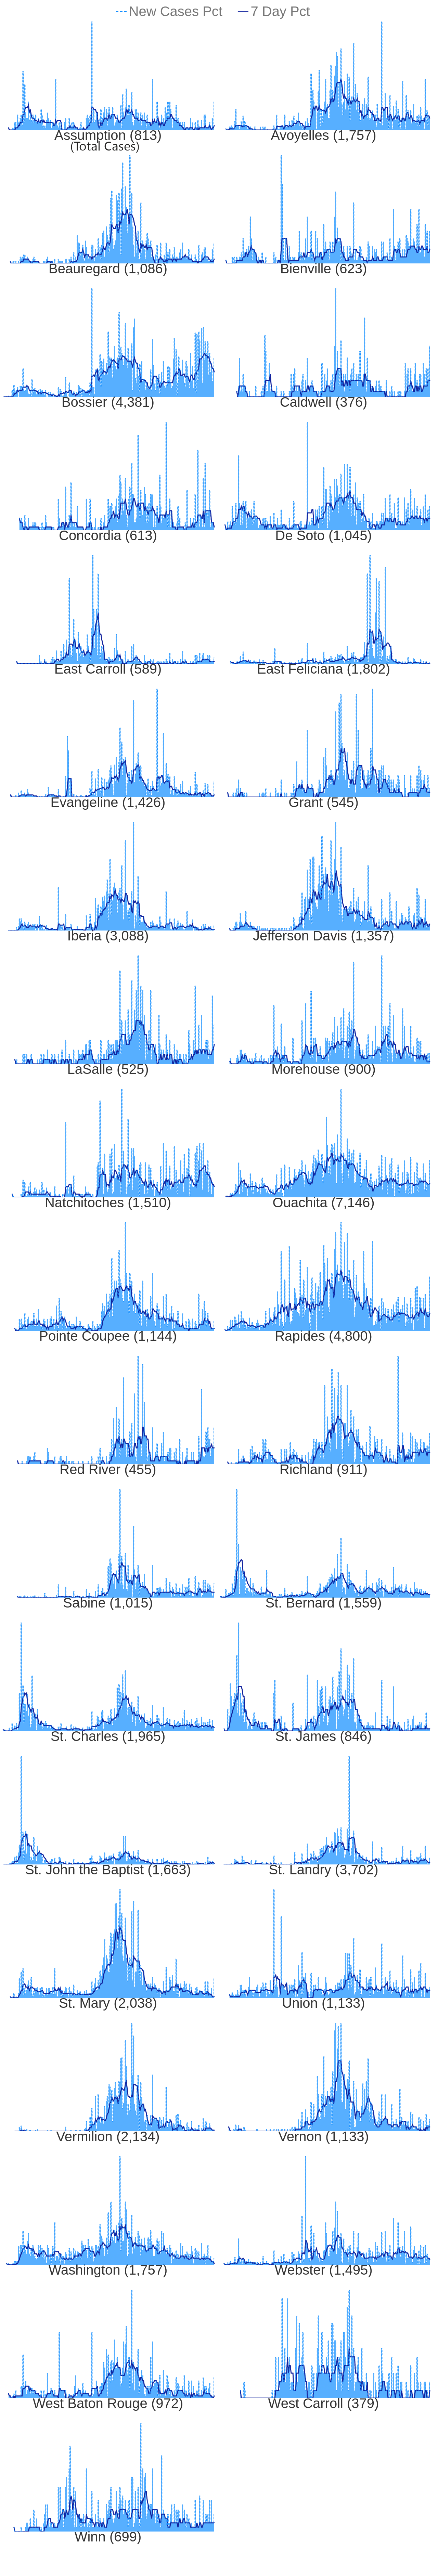 New Cases Pct 7 Day Pct
Assumption (813) Avoyelles (1,757)
(Total Cases)
Beauregard (1,086) Bienville (623)
Bossier (4,381) Caldwell (376)
Concordia (613) De Soto (1,045)
East Carroll (589) East Feliciana (1,802)
Evangeline (1,426) Grant (545)
Iberia (3,088) Jefferson Davis (1,357)
LaSalle (525) Morehouse (900)
Natchitoches (1,510) Ouachita (7,146)
Pointe Coupee (1,144) Rapides (4,800)
Red River (455) Richland (911)
Sabine (1,015) St. Bernard (1,559)
St. Charles (1,965) St. James (846)
St. John the Baptist (1,663) St. Landry (3,702)
St. Mary (2,038) Union (1,133)
Vermilion (2,134) Vernon (1,133)
Washington (1,757) Webster (1,495)
West Baton Rouge (972) West Carroll (379)
Winn (699)